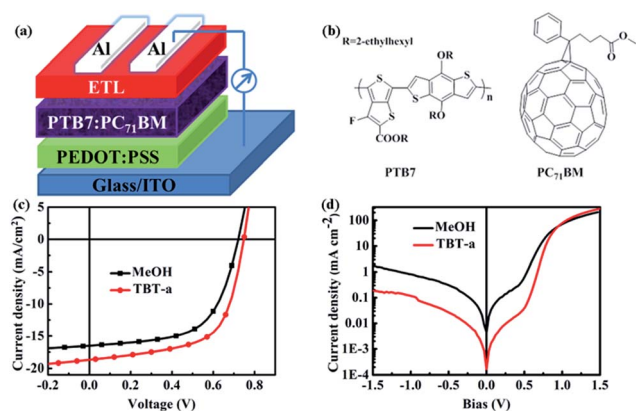 (a)
Al
Al
ETL
PTB7:PC71BM
PEDOT:PSS
Glass/ITO
(b)
R=2-ethylhexyl
OR
S
S
S
S
n
F
COOR
RO
O
O
PTB7
PC71BM
(c)
Current density (mA/cm²)
5
0
-5
-10
-15
-20
MeOH
TBT-a
-0.2
0.0
0.2
0.4
0.6
0.8
Voltage (V)
(d)
Current density (mA cm⁻²)
100
10
1
0.1
0.01
1E-3
1E-4
MeOH
TBT-a
-1.5
-1.0
-0.5
0.0
0.5
1.0
1.5
Bias (V)